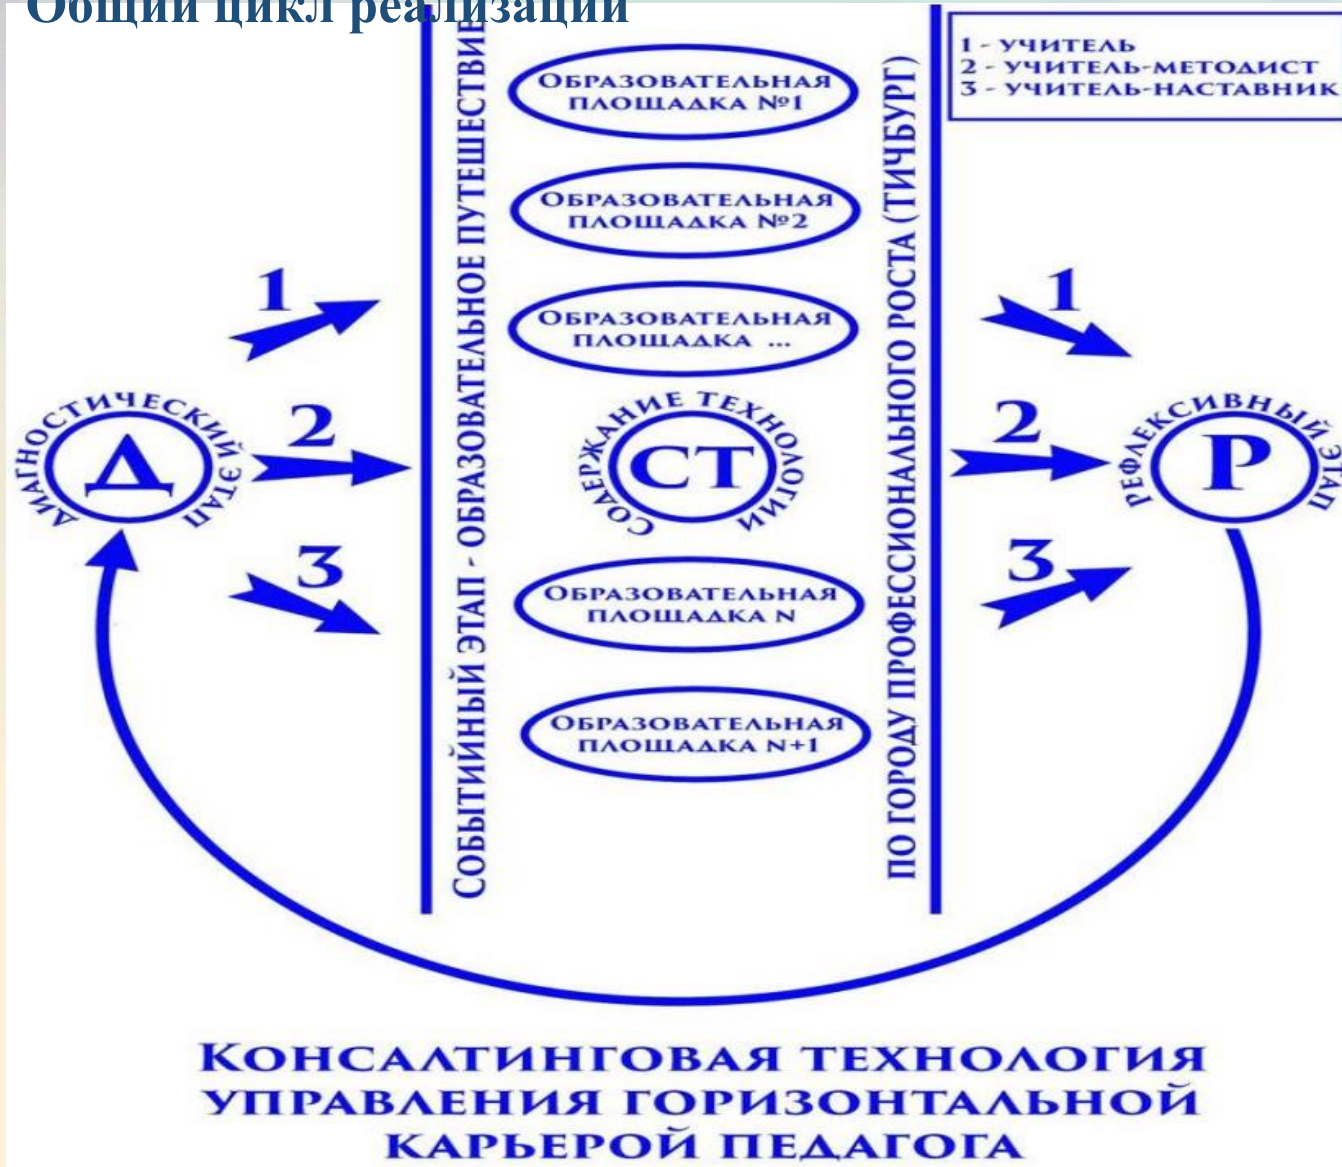 Общий цикл реализации
1 - УЧИТЕЛЬ
2 - УЧИТЕЛЬ-МЕТОДИСТ
3 - УЧИТЕЛЬ-НАСТАВНИК
СОБЫТИЙНЫЙ ЭТАП - ОБРАЗОВАТЕЛЬНОЕ ПУТЕШЕСТВИЕ
ПО ГОРОДУ ПРОФЕССИОНАЛЬНОГО РОСТА (ТИЧБУРГ)
ОБРАЗОВАТЕЛЬНАЯ
ПЛОЩАДКА №1
ОБРАЗОВАТЕЛЬНАЯ
ПЛОЩАДКА №2
ОБРАЗОВАТЕЛЬНАЯ
ПЛОЩАДКА ...
1
2
3
ДИАГНОСТИЧЕСКИЙ ЭТАП
Д
СОДЕРЖАНИЕ ТЕХНОЛОГИИ
СТ
1
2
3
РЕФЛЕКСИВНЫЙ ЭТАП
Р
ОБРАЗОВАТЕЛЬНАЯ
ПЛОЩАДКА N
ОБРАЗОВАТЕЛЬНАЯ
ПЛОЩАДКА N+1
КОНСАЛТИНГОВАЯ ТЕХНОЛОГИЯ
УПРАВЛЕНИЯ ГОРИЗОНТАЛЬНОЙ
КАРЬЕРОЙ ПЕДАГОГА